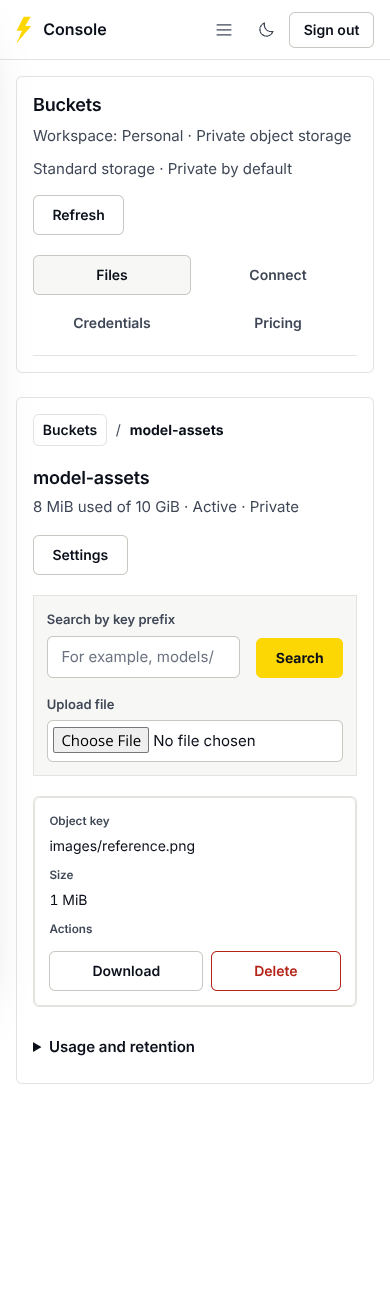 Console
Sign out
Buckets
Workspace: Personal · Private object storage
Standard storage · Private by default
Refresh
Files
Connect
Credentials
Pricing
Buckets / model-assets
model-assets
8 MiB used of 10 GiB · Active · Private
Settings
Search by key prefix
For example, models/
Search
Upload file
Choose File No file chosen
Object key
images/reference.png
Size
1 MiB
Actions
Download
Delete
Usage and retention